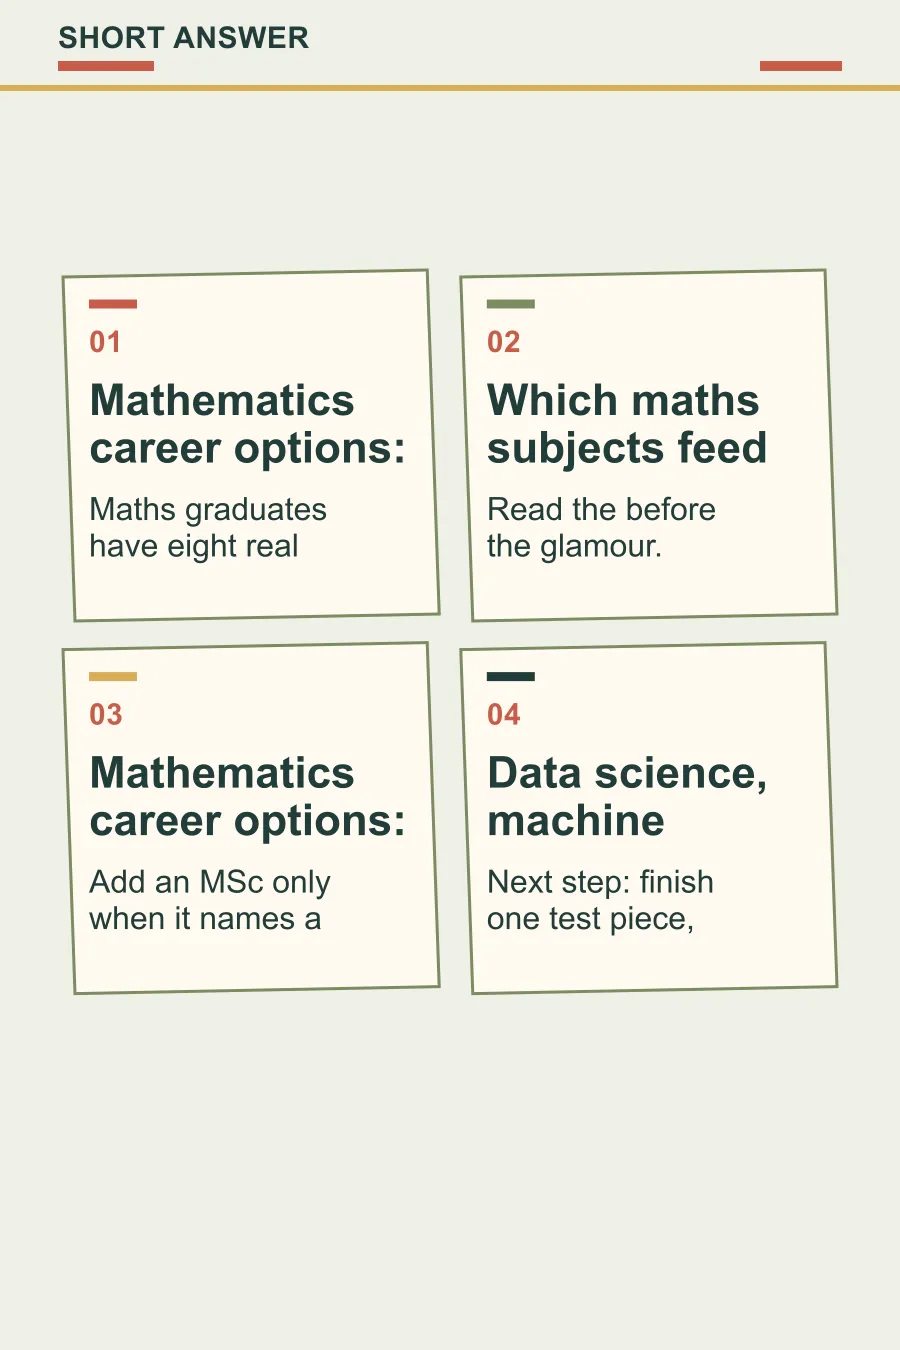 SHORT ANSWER
01
Mathematics
career options:
Maths graduates
have eight real
02
Which maths
subjects feed
Read the before
the glamour.
03
Mathematics
career options:
Add an MSc only
when it names a
04
Data science,
machine
Next step: finish
one test piece,